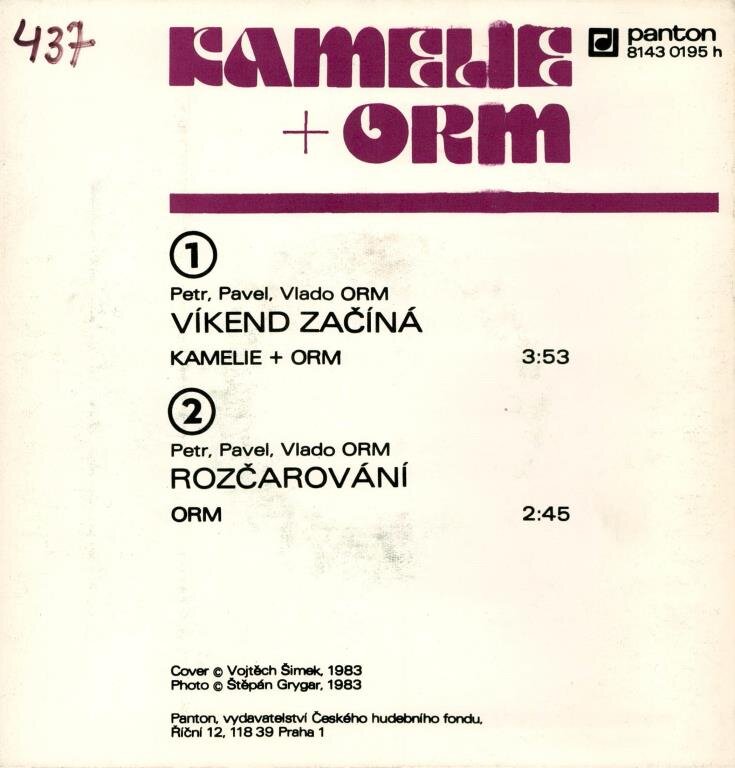 437
KAMELIE
+ ORM
panton
8143 0195 h
1
Petr, Pavel, Vlado ORM
VÍKEND ZAČÍNÁ
KAMELIE + ORM 3:53
2
Petr, Pavel, Vlado ORM
ROZČAROVÁNÍ
ORM 2:45
Cover © Vojtěch Šimek, 1983
Photo © Štěpán Grygar, 1983
Panton, vydavatelství Českého hudebního fondu,
Říční 12, 118 39 Praha 1